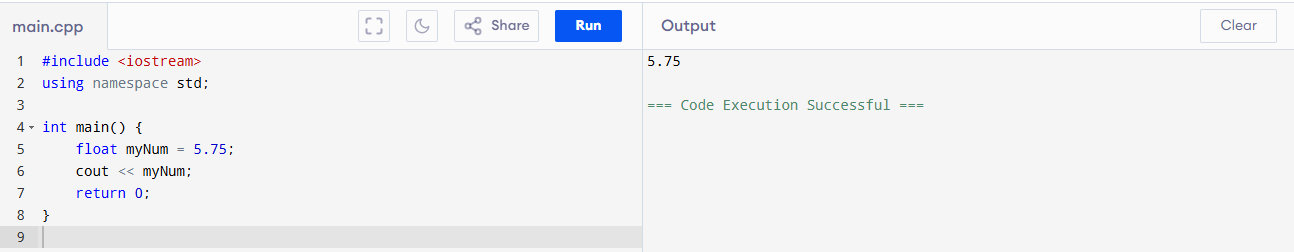 main.cpp
Share
Run
Output
Clear
1 #include <iostream>
2 using namespace std;
3
4 int main() {
5     float myNum = 5.75;
6     cout << myNum;
7     return 0;
8 }
9
5.75
=== Code Execution Successful ===